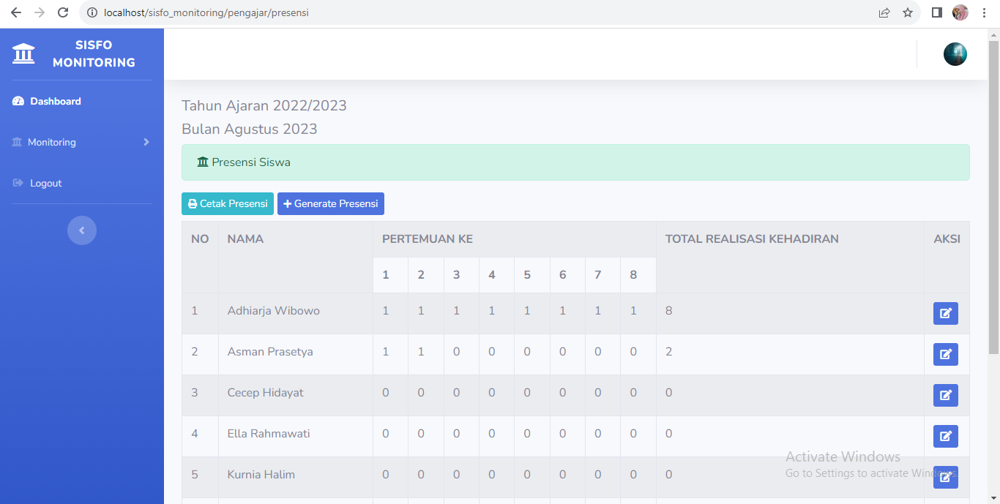 localhost/sisfo_monitoring/pengajar/presensi
SISFO
MONITORING
Dashboard
Monitoring
Logout
Tahun Ajaran 2022/2023
Bulan Agustus 2023
Presensi Siswa
Cetak Presensi Generate Presensi
NO NAMA PERTEMUAN KE TOTAL REALISASI KEHADIRAN AKSI
1 2 3 4 5 6 7 8
1 Adhiarja Wibowo 1 1 1 1 1 1 1 1 8
2 Asman Prasetya 1 1 0 0 0 0 0 0 2
3 Cecep Hidayat 0 0 0 0 0 0 0 0 0
4 Ella Rahmawati 0 0 0 0 0 0 0 0 0
5 Kurnia Halim 0 0 0 0 0 0 0 0 0
Activate Windows
Go to Settings to activate Windows.